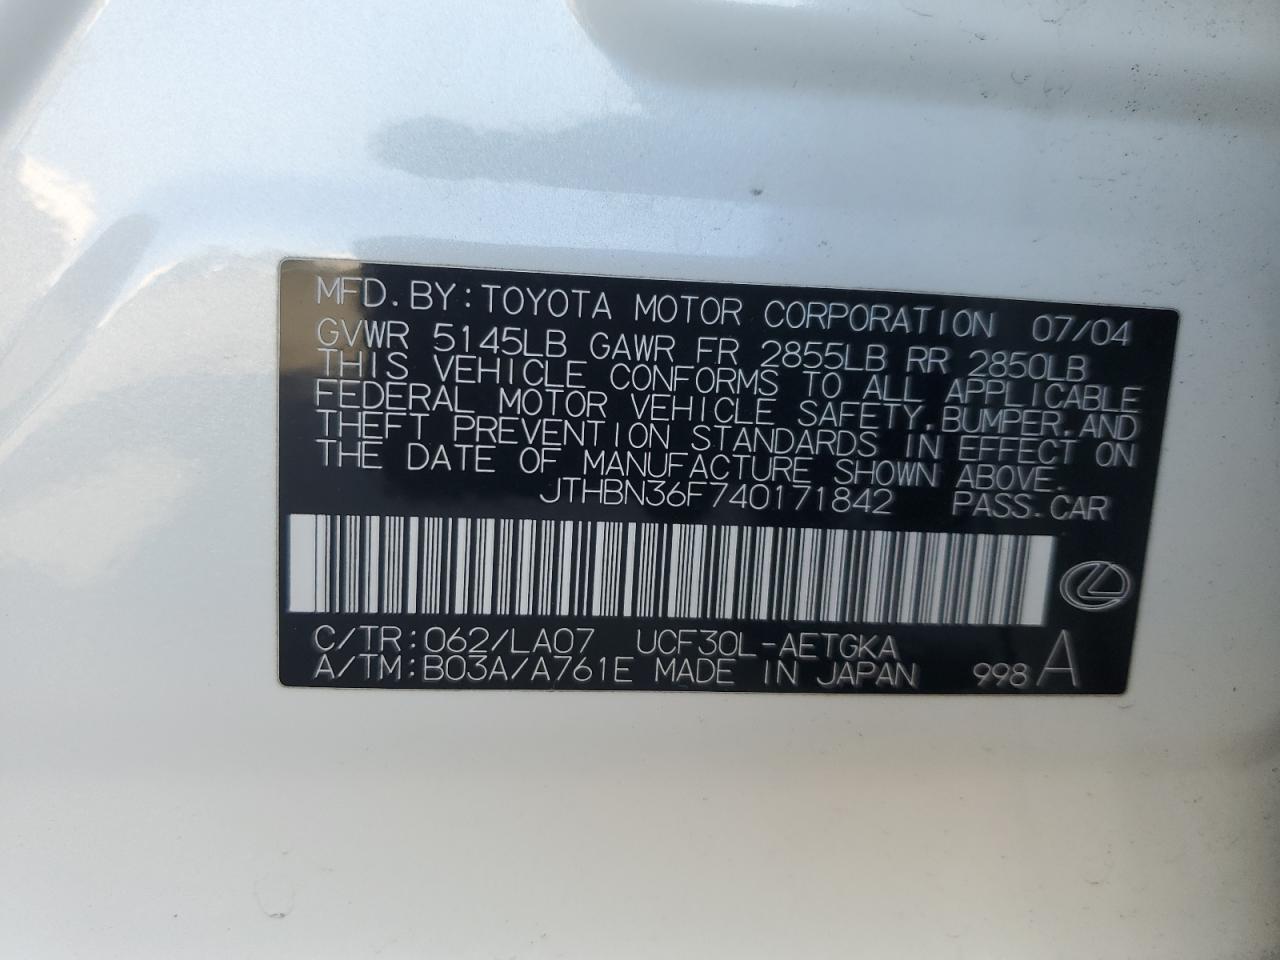 MFD. BY: TOYOTA MOTOR CORPORATION 07/04
GVWR 5145LB GAWR FR 2855LB RR 2850LB
THIS VEHICLE CONFORMS TO ALL APPLICABLE
FEDERAL MOTOR VEHICLE SAFETY, BUMPER, AND
THEFT PREVENTION STANDARDS IN EFFECT ON
THE DATE OF MANUFACTURE SHOWN ABOVE.
JTHBN36F740171842 PASS. CAR
C/TR: 062/LA07 UCF30L-AETGKA
A/TM: B03A/A761E MADE IN JAPAN 998 A